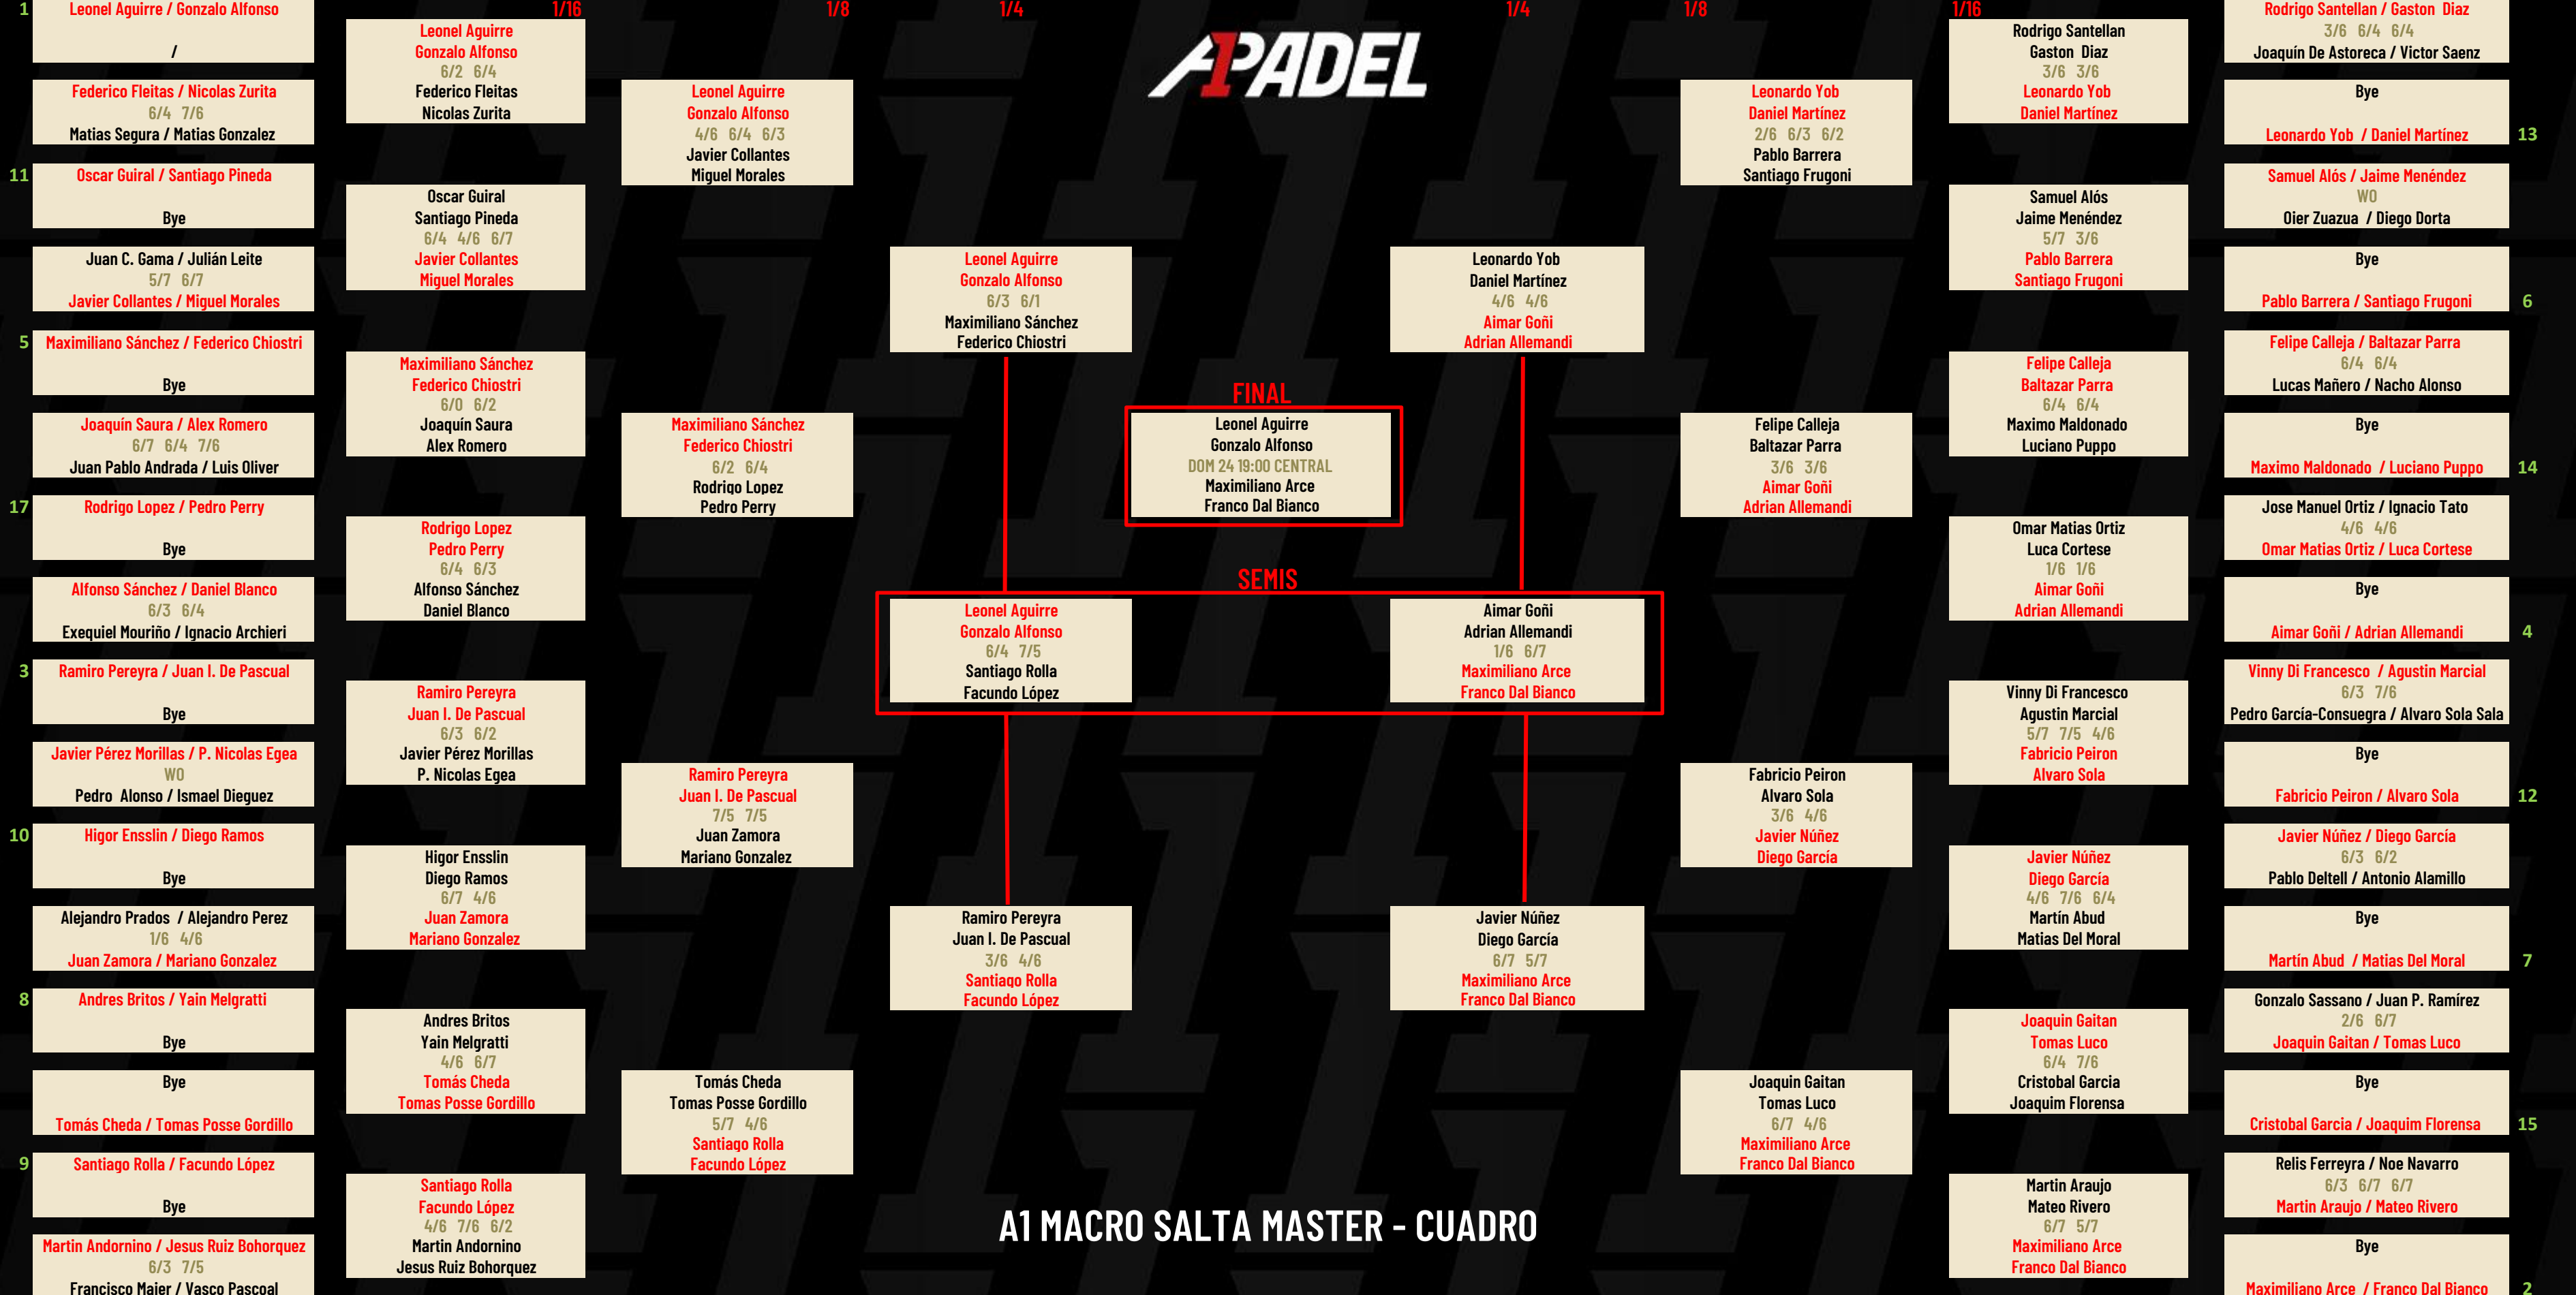 1
Leonel Aguirre / Gonzalo Alfonso
/
Federico Fleitas / Nicolas Zurita
6/4 7/6
Matias Segura / Matias Gonzalez
11
Oscar Guiral / Santiago Pineda
Bye
Juan C. Gama / Julián Leite
5/7 6/7
Javier Collantes / Miguel Morales
5
Maximiliano Sánchez / Federico Chiostri
Bye
Joaquín Saura / Alex Romero
6/7 6/4 7/6
Juan Pablo Andrada / Luis Oliver
17
Rodrigo Lopez / Pedro Perry
Bye
Alfonso Sánchez / Daniel Blanco
6/3 6/4
Exequiel Mouriño / Ignacio Archieri
3
Ramiro Pereyra / Juan I. De Pascual
Bye
Javier Pérez Morillas / P. Nicolas Egea
WO
Pedro Alonso / Ismael Dieguez
10
Higor Ensslin / Diego Ramos
Bye
Alejandro Prados / Alejandro Perez
1/6 4/6
Juan Zamora / Mariano Gonzalez
8
Andres Britos / Yain Melgratti
Bye
Bye
Tomás Cheda / Tomas Posse Gordillo
9
Santiago Rolla / Facundo López
Bye
Martin Andornino / Jesus Ruiz Bohorquez
6/3 7/5
Francisco Maier / Vasco Pascoal
1/16
Leonel Aguirre
Gonzalo Alfonso
6/2 6/4
Federico Fleitas
Nicolas Zurita
Oscar Guiral
Santiago Pineda
6/4 4/6 6/7
Javier Collantes
Miguel Morales
Maximiliano Sánchez
Federico Chiostri
6/0 6/2
Joaquín Saura
Alex Romero
Rodrigo Lopez
Pedro Perry
6/4 6/3
Alfonso Sánchez
Daniel Blanco
Ramiro Pereyra
Juan I. De Pascual
6/3 6/2
Javier Pérez Morillas
P. Nicolas Egea
Higor Ensslin
Diego Ramos
6/7 4/6
Juan Zamora
Mariano Gonzalez
Andres Britos
Yain Melgratti
4/6 6/7
Tomás Cheda
Tomas Posse Gordillo
Santiago Rolla
Facundo López
4/6 7/6 6/2
Martin Andornino
Jesus Ruiz Bohorquez
1/8
Leonel Aguirre
Gonzalo Alfonso
4/6 6/4 6/3
Javier Collantes
Miguel Morales
Maximiliano Sánchez
Federico Chiostri
6/2 6/4
Rodrigo Lopez
Pedro Perry
Ramiro Pereyra
Juan I. De Pascual
7/5 7/5
Juan Zamora
Mariano Gonzalez
Tomás Cheda
Tomas Posse Gordillo
5/7 4/6
Santiago Rolla
Facundo López
1/4
Leonel Aguirre
Gonzalo Alfonso
6/3 6/1
Maximiliano Sánchez
Federico Chiostri
Leonel Aguirre
Gonzalo Alfonso
6/4 7/5
Santiago Rolla
Facundo López
Ramiro Pereyra
Juan I. De Pascual
3/6 4/6
Santiago Rolla
Facundo López
A1PADEL
FINAL
Leonel Aguirre
Gonzalo Alfonso
DOM 24 19:00 CENTRAL
Maximiliano Arce
Franco Dal Bianco
SEMIS
A1 MACRO SALTA MASTER - CUADRO
1/4
Leonardo Yob
Daniel Martínez
4/6 4/6
Aimar Goñi
Adrian Allemandi
Aimar Goñi
Adrian Allemandi
1/6 6/7
Maximiliano Arce
Franco Dal Bianco
Javier Núñez
Diego García
6/7 5/7
Maximiliano Arce
Franco Dal Bianco
1/8
Leonardo Yob
Daniel Martínez
2/6 6/3 6/2
Pablo Barrera
Santiago Frugoni
Felipe Calleja
Baltazar Parra
3/6 3/6
Aimar Goñi
Adrian Allemandi
Fabricio Peiron
Alvaro Sola
3/6 4/6
Javier Núñez
Diego García
Joaquin Gaitan
Tomas Luco
6/7 4/6
Maximiliano Arce
Franco Dal Bianco
1/16
Rodrigo Santellan
Gaston Diaz
3/6 3/6
Leonardo Yob
Daniel Martínez
Samuel Alós
Jaime Menéndez
5/7 3/6
Pablo Barrera
Santiago Frugoni
Felipe Calleja
Baltazar Parra
6/4 6/4
Maximo Maldonado
Luciano Puppo
Omar Matias Ortiz
Luca Cortese
1/6 1/6
Aimar Goñi
Adrian Allemandi
Vinny Di Francesco
Agustin Marcial
5/7 7/5 4/6
Fabricio Peiron
Alvaro Sola
Javier Núñez
Diego García
4/6 7/6 6/4
Martín Abud
Matias Del Moral
Joaquin Gaitan
Tomas Luco
6/4 7/6
Cristobal Garcia
Joaquim Florensa
Martin Araujo
Mateo Rivero
6/7 5/7
Maximiliano Arce
Franco Dal Bianco
Rodrigo Santellan / Gaston Diaz
3/6 6/4 6/4
Joaquín De Astoreca / Victor Saenz
Bye
Leonardo Yob / Daniel Martínez
13
Samuel Alós / Jaime Menéndez
WO
Oier Zuazua / Diego Dorta
Bye
Pablo Barrera / Santiago Frugoni
6
Felipe Calleja / Baltazar Parra
6/4 6/4
Lucas Mañero / Nacho Alonso
Bye
Maximo Maldonado / Luciano Puppo
14
Jose Manuel Ortiz / Ignacio Tato
4/6 4/6
Omar Matias Ortiz / Luca Cortese
Bye
Aimar Goñi / Adrian Allemandi
4
Vinny Di Francesco / Agustin Marcial
6/3 7/6
Pedro García-Consuegra / Alvaro Sola Sala
Bye
Fabricio Peiron / Alvaro Sola
12
Javier Núñez / Diego García
6/3 6/2
Pablo Deltell / Antonio Alamillo
Bye
Martín Abud / Matias Del Moral
7
Gonzalo Sassano / Juan P. Ramírez
2/6 6/7
Joaquin Gaitan / Tomas Luco
Bye
Cristobal Garcia / Joaquim Florensa
15
Relis Ferreyra / Noe Navarro
6/3 6/7 6/7
Martin Araujo / Mateo Rivero
Bye
Maximiliano Arce / Franco Dal Bianco
2